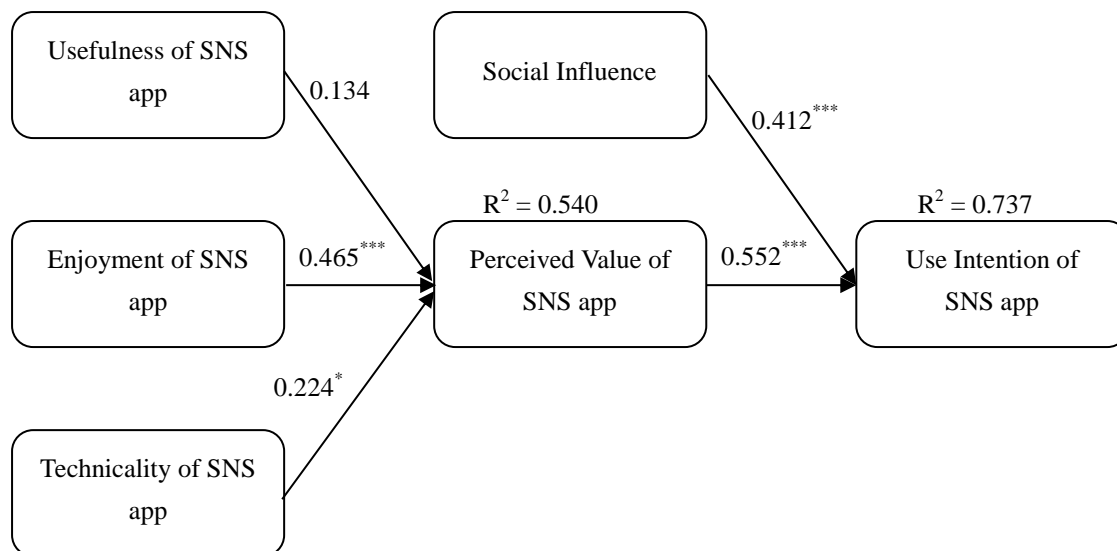 Usefulness of SNS
app
0.134
Social Influence
0.412***
Enjoyment of SNS
app
0.465***
R² = 0.540
Perceived Value of
SNS app
0.552***
R² = 0.737
Use Intention of
SNS app
0.224*
Technicality of SNS
app